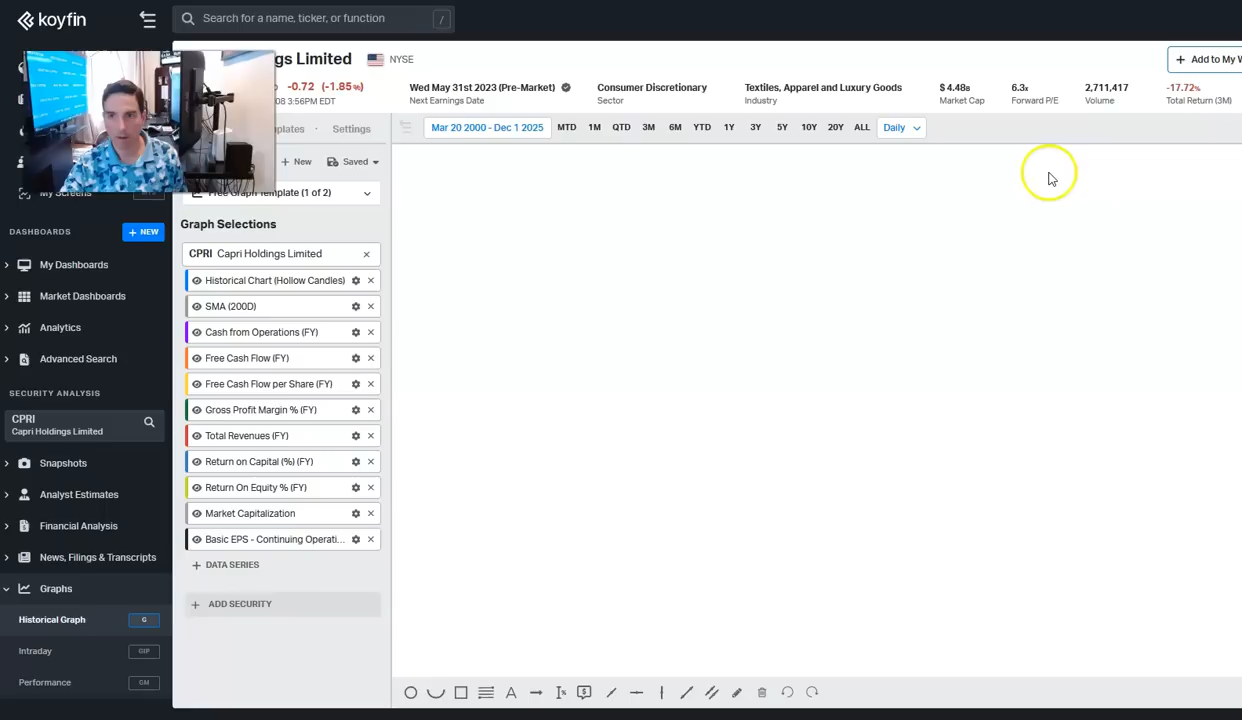 koyfin
Search for a name, ticker, or function
/
ngs Limited
NYSE
+ Add to My W
-0.72 (-1.85%)
3:56PM EDT
Wed May 31st 2023 (Pre-Market)
Next Earnings Date
Consumer Discretionary
Sector
Textiles, Apparel and Luxury Goods
Industry
$ 4.48B
Market Cap
6.3x
Forward P/E
2,711,417
Volume
-17.72%
Total Return (3M)
Settings
Mar 20 2000 - Dec 1 2025
MTD
1M
QTD
3M
6M
YTD
1Y
3Y
5Y
10Y
20Y
ALL
Daily
+ New
Saved
My Screens
Free Graph Template (1 of 2)
Graph Selections
CPRI Capri Holdings Limited
Historical Chart (Hollow Candles)
SMA (200D)
Cash from Operations (FY)
Free Cash Flow (FY)
Free Cash Flow per Share (FY)
Gross Profit Margin % (FY)
Total Revenues (FY)
Return on Capital (%) (FY)
Return On Equity % (FY)
Market Capitalization
Basic EPS - Continuing Operati...
+ DATA SERIES
+ ADD SECURITY
DASHBOARDS
+ NEW
My Dashboards
Market Dashboards
Analytics
Advanced Search
SECURITY ANALYSIS
CPRI
Capri Holdings Limited
Snapshots
Analyst Estimates
Financial Analysis
News, Filings & Transcripts
Graphs
Historical Graph
G
Intraday
GIP
Performance
GM